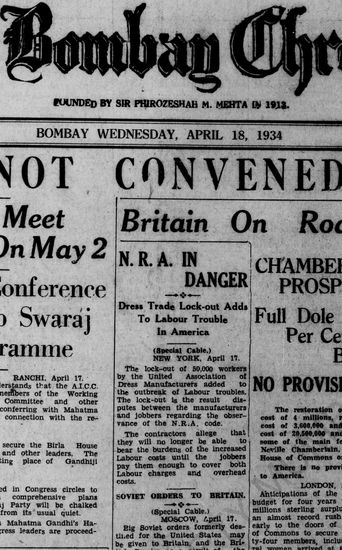 Bombay Chr
FOUNDED BY SIR PHIROZESHAH M. MEHTA IN 1913.
BOMBAY WEDNESDAY, APRIL 18, 1934
NOT CONVENED
Meet
On May 2
Conference
o Swaraj
ramme
RANCHI, April 17.
derstands that the A.I.C.C.
members of the Working
Committee and other
conferring with Mahatma
connection with the re-
secure the Birla House
and other leaders. The
ting place of Gandhiji
ed in Congress circles to
comprehensive plans
j Party will be chalked
from its usual quiet.
Mahatma Gandhi's Ha-
gress leaders are proceed-
Britain On Roa
N. R. A. IN
DANGER
Dress Trade Lock-out Adds
To Labour Trouble
In America
(Special Cable.)
NEW YORK, April 17.
The lock-out of 50,000 workers
by the United Association of
Dress Manufacturers added to
the outbreak of Labour troubles.
The lock-out is the result dis-
putes between the manufacturers
and jobbers regarding the obser-
vance of the N.R.A. code.
The contractors allege that
they will no longer be able to
bear the burden of the increased
Labour costs until the jobbers
pay them enough to cover both
Labour charges and overhead
costs.
SOVIET ORDERS TO BRITAIN.
(Special Cable.)
MOSCOW, April 17.
Big Soviet orders formerly des-
tined for the United States may
be given to Britain, and the Bri-
CHAMBER
PROSP
Full Dole
Per Ce
B
NO PROVIS
The restoration o
cost of 4 millions, r
cost of 3,600,000 and
cost of 20,500,000 an
some of the main f
Neville Chamberlain,
House of Commons o
There is no provi
to America.
LONDON,
Anticipations of the
budget for four years
millions sterling surplu
an almost record rush
early to the doors of
of Commons to secure
ty-four members, inclu